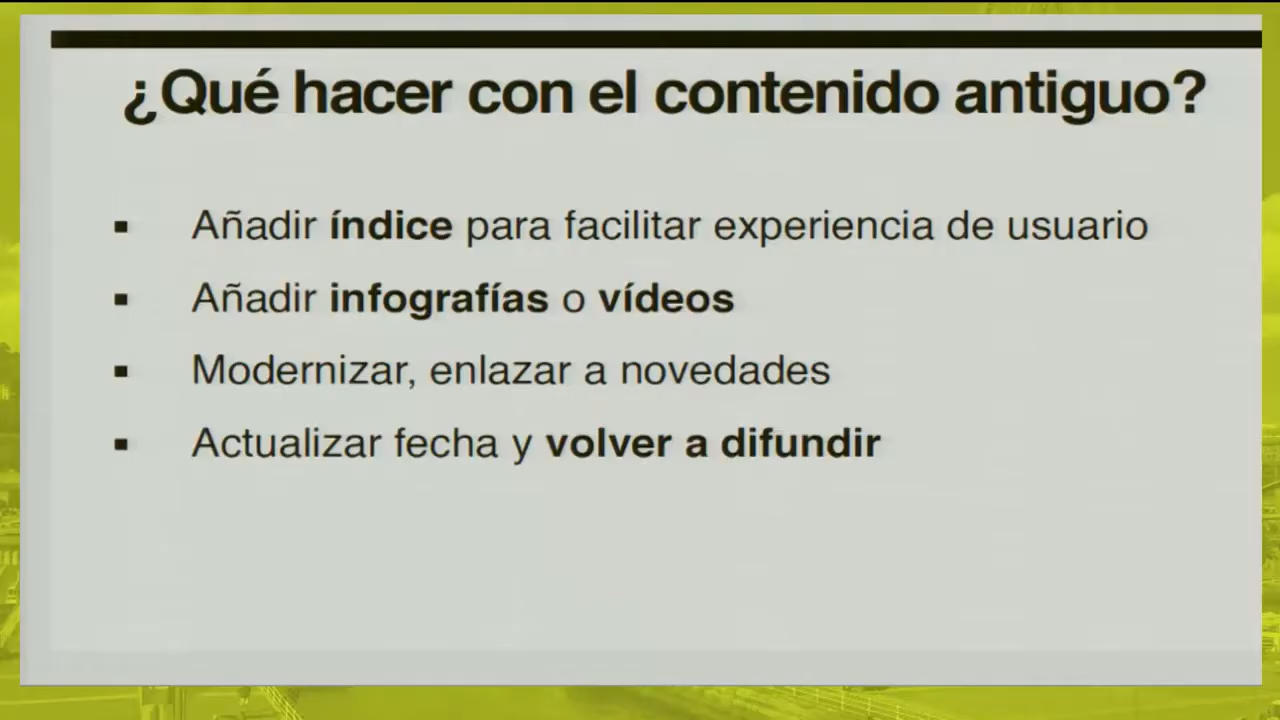 ¿Qué hacer con el contenido antiguo?
Añadir índice para facilitar experiencia de usuario
Añadir infografías o vídeos
Modernizar, enlazar a novedades
Actualizar fecha y volver a difundir